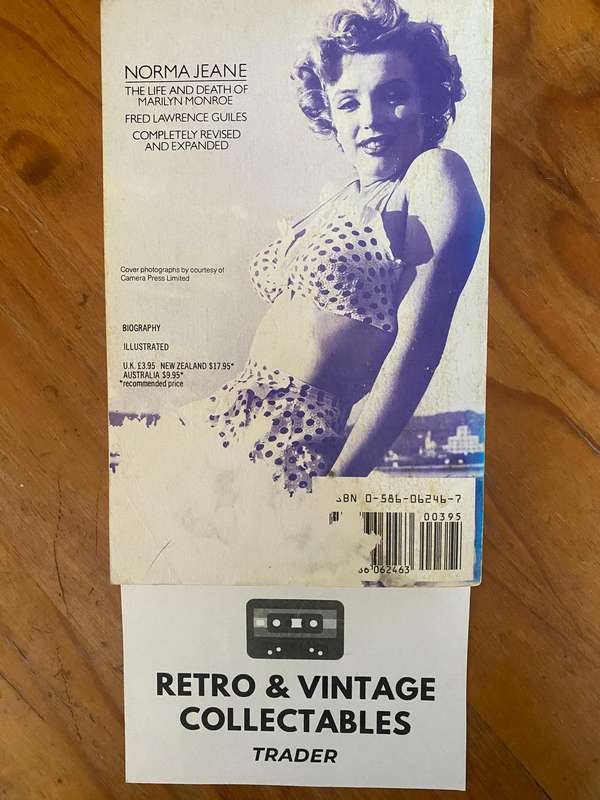 NORMA JEANE
THE LIFE AND DEATH OF
MARILYN MONROE
FRED LAWRENCE GUILES
COMPLETELY REVISED
AND EXPANDED
Cover photographs by courtesy of
Camera Press Limited
BIOGRAPHY
ILLUSTRATED
U.K. £3.95 NEW ZEALAND $17.95*
AUSTRALIA $9.95*
*recommended price
SBN 0-586-06246-7
00395
062463
RETRO & VINTAGE
COLLECTABLES
TRADER